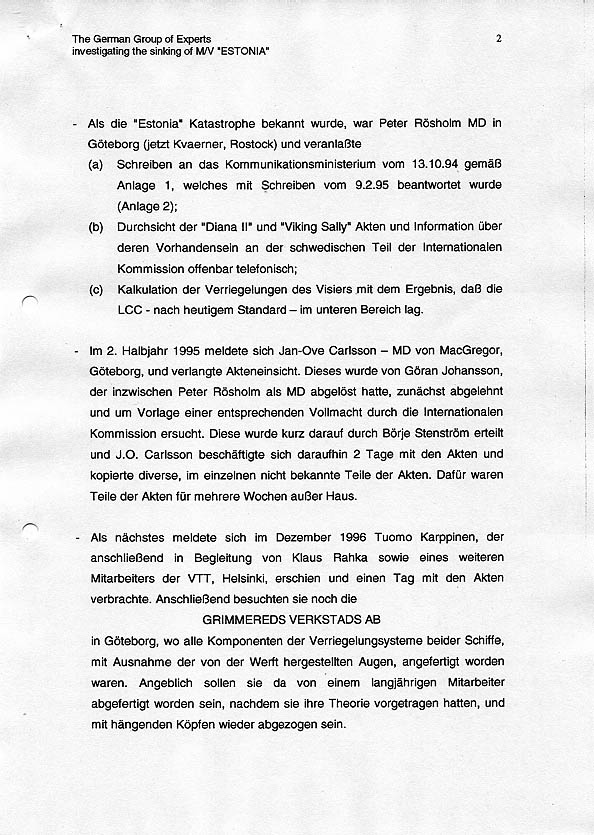 The German Group of Experts
investigating the sinking of M/V "ESTONIA"
2
- Als die "Estonia" Katastrophe bekannt wurde, war Peter Rösholm MD in
Göteborg (jetzt Kvaerner, Rostock) und veranlaßte
(a) Schreiben an das Kommunikationsministerium vom 13.10.94 gemäß
Anlage 1, welches mit Schreiben vom 9.2.95 beantwortet wurde
(Anlage 2);
(b) Durchsicht der "Diana II" und "Viking Sally" Akten und Information über
deren Vorhandensein an der schwedischen Teil der Internationalen
Kommission offenbar telefonisch;
(c) Kalkulation der Verriegelungen des Visiers mit dem Ergebnis, daß die
LCC - nach heutigem Standard – im unteren Bereich lag.
- Im 2. Halbjahr 1995 meldete sich Jan-Ove Carlsson – MD von MacGregor,
Göteborg, und verlangte Akteneinsicht. Dieses wurde von Göran Johansson,
der inzwischen Peter Rösholm als MD abgelöst hatte, zunächst abgelehnt
und um Vorlage einer entsprechenden Vollmacht durch die Internationalen
Kommission ersucht. Diese wurde kurz darauf durch Börje Stenström erteilt
und J.O. Carlsson beschäftigte sich daraufhin 2 Tage mit den Akten und
kopierte diverse, im einzelnen nicht bekannte Teile der Akten. Dafür waren
Teile der Akten für mehrere Wochen außer Haus.
- Als nächstes meldete sich im Dezember 1996 Tuomo Karppinen, der
anschließend in Begleitung von Klaus Rahka sowie eines weiteren
Mitarbeiters der VTT, Helsinki, erschien und einen Tag mit den Akten
verbrachte. Anschließend besuchten sie noch die
GRIMMEREDS VERKSTADS AB
in Göteborg, wo alle Komponenten der Verriegelungsysteme beider Schiffe,
mit Ausnahme der von der Werft hergestellten Augen, angefertigt worden
waren. Angeblich sollen sie da von einem langjährigen Mitarbeiter
abgefertigt worden sein, nachdem sie ihre Theorie vorgetragen hatten, und
mit hängenden Köpfen wieder abgezogen sein.